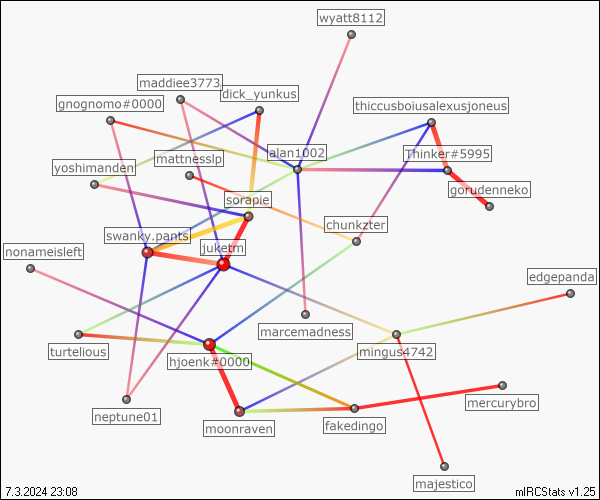 wyatt8112
maddiee3773
dick_yunkus
gnognomo#0000
thiccusboiusalexusjoneus
mattnesslp
alan1002
Thinker#5995
yoshimanden
gorudenneko
sorapie
chunkzter
swanky.pants
juketm
nonameisleft
edgepanda
marcemadness
turtelious
hjoenk#0000
mingus4742
mercurybro
neptune01
moonraven
fakedingo
majestico
7.3.2024 23:08
mIRCStats v1.25